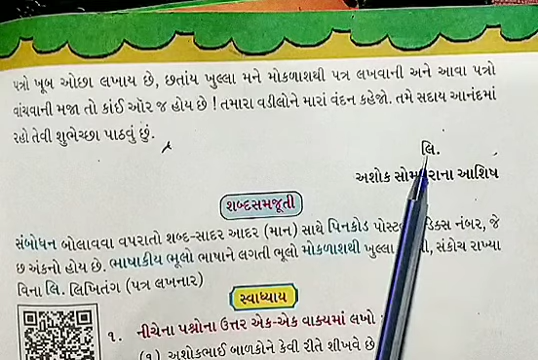 પત્રો ખૂબ ઓછા લખાય છે, છતાંય ખુલ્લા મને મોકળાશથી પત્ર લખવાની અને આવા પત્રો
વાંચવાની મજા તો કાંઈ ઓર જ હોય છે ! તમારા વડીલોને મારાં વંદન કહેજો. તમે સદાય આનંદમાં
રહો તેવી શુભેચ્છા પાઠવું છું.
લિ.
અશોક ના આશિષ
શબ્દસમજૂતી
સંબોધન બોલાવવા વપરાતો શબ્દ-સાદર આદર (માન) સાથે પિનકોડ નંબર, જે
છ અંકનો હોય છે. ભાષાકીય ભૂલો ભાષાને લગતી ભૂલો મોકળાશથી સંકોચ રાખ્યા
વિના લિ. લિખિતંગ (પત્ર લખનાર)
સ્વાધ્યાય
૧. નીચેના પ્રશ્નોના ઉત્તર એક-એક વાક્યમાં લખો :
(૧) અશોકભાઈ બાળકોને કેવી રીતે શીખવે છે